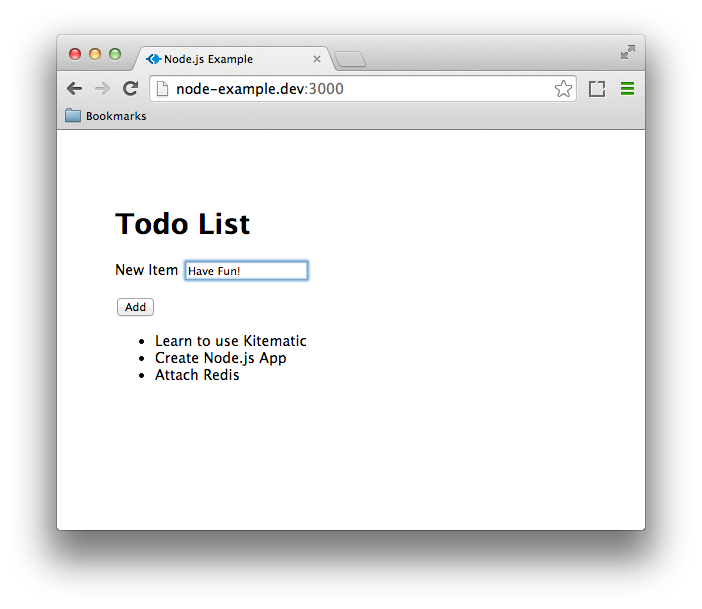 Node.js Example
node-example.dev:3000
Bookmarks
Todo List
New Item Have Fun!
Add
Learn to use Kitematic
Create Node.js App
Attach Redis